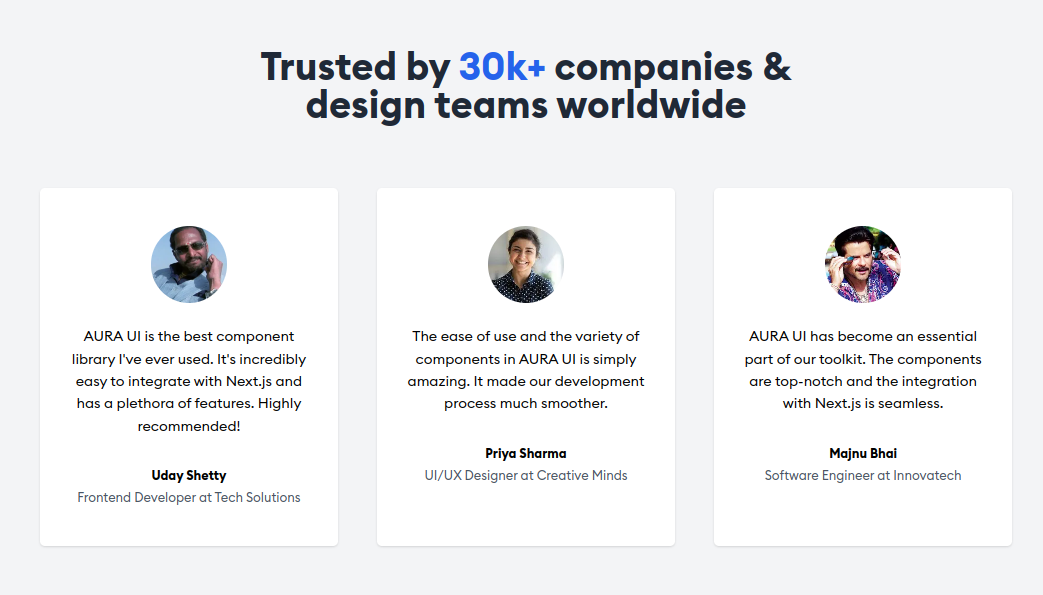 Trusted by 30k+ companies &
design teams worldwide
AURA UI is the best component
library I've ever used. It's incredibly
easy to integrate with Next.js and
has a plethora of features. Highly
recommended!
Uday Shetty
Frontend Developer at Tech Solutions
The ease of use and the variety of
components in AURA UI is simply
amazing. It made our development
process much smoother.
Priya Sharma
UI/UX Designer at Creative Minds
AURA UI has become an essential
part of our toolkit. The components
are top-notch and the integration
with Next.js is seamless.
Majnu Bhai
Software Engineer at Innovatech